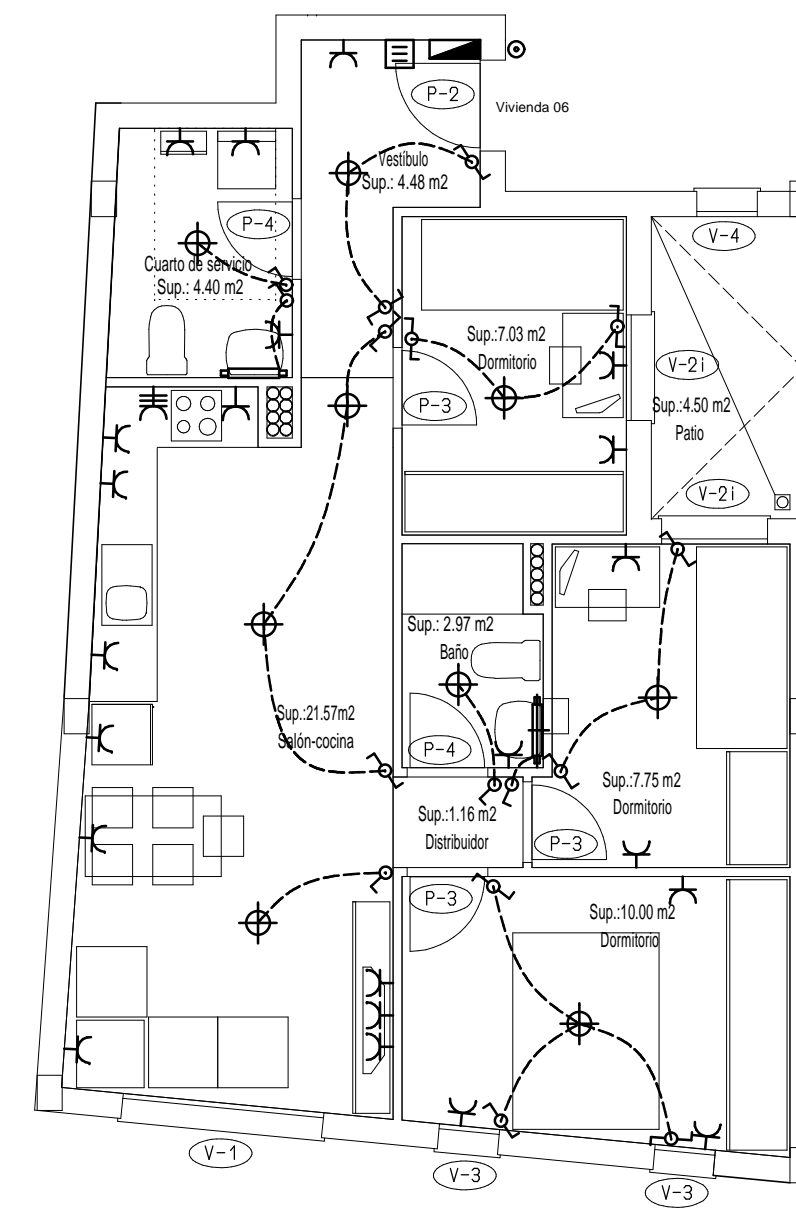 P-2
Vivienda 06
Vestíbulo
Sup.: 4.48 m2
P-4
V-4
Cuarto de servicio
Sup.: 4.40 m2
Sup.:7.03 m2
Dormitorio
V-2i
P-3
Sup.:4.50 m2
Patio
V-2i
Sup.: 2.97 m2
Baño
Sup.:21.57m2
Salón-cocina
P-4
Sup.:7.75 m2
Dormitorio
Sup.:1.16 m2
Distribuidor
P-3
P-3
Sup.:10.00 m2
Dormitorio
V-1
V-3
V-3